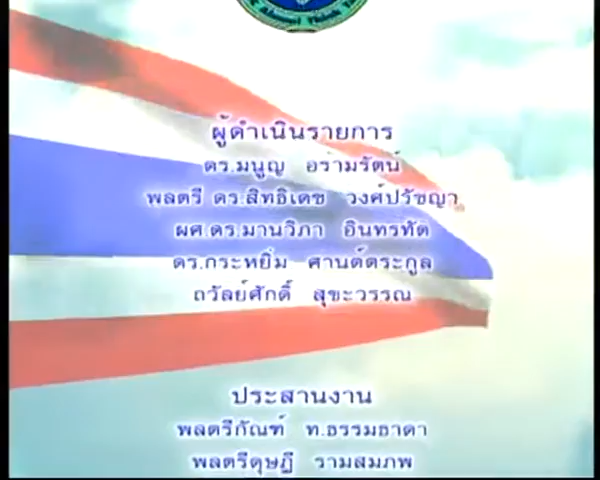 ผู้ดำเนินรายการ
ดร.มนูญ อร่ามรัตน์
พลตรี ดร.สิทธิเดช วงศ์ปรัชญา
ผศ.ดร.มานวิภา อินทรทัต
ดร.กระหยิ่ม ศานต์ตระกูล
ถวัลย์ศักดิ์ สุขะวรรณ
ประสานงาน
พลตรีกัณฑ์ ท.ธรรมธาดา
พลตรีดุษฎี รามสมภพ